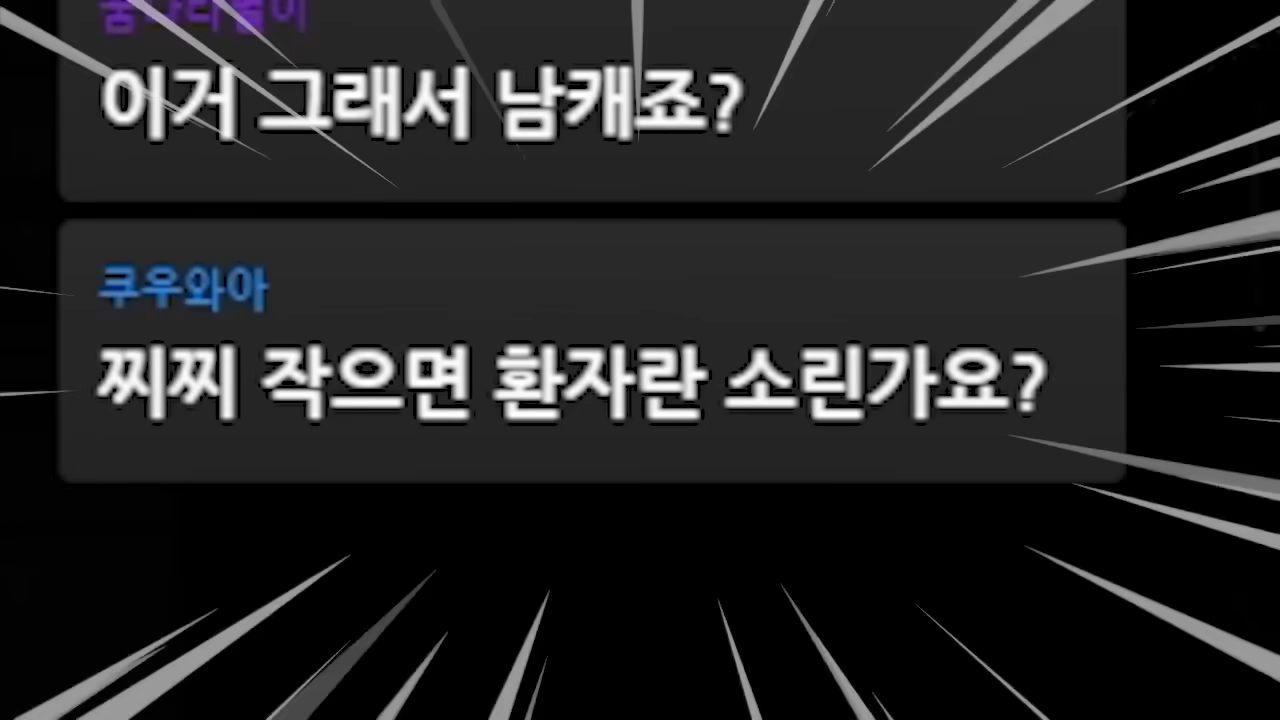 이거 그래서 남캐죠?
쿠우와아
찌찌 작으면 환자란 소린가요?